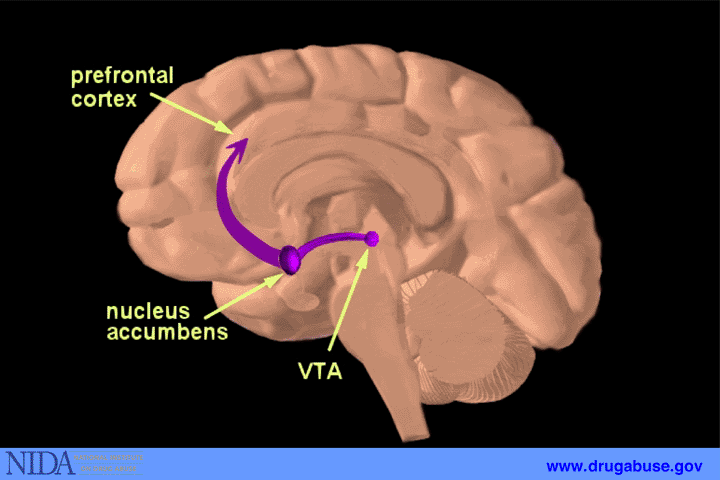 prefrontal
cortex
nucleus
accumbens
VTA
NIDA
www.drugabuse.gov